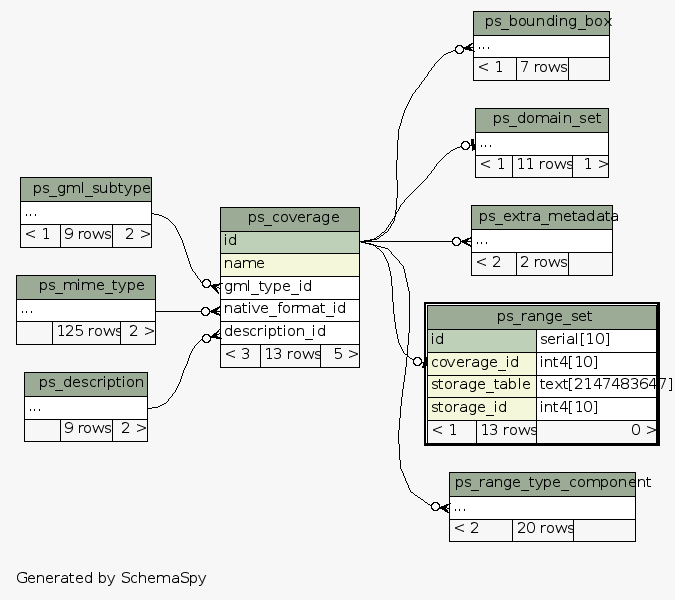 ps_bounding_box
...
< 1 7 rows
ps_domain_set
...
< 1 11 rows 1 >
ps_gml_subtype
...
< 1 9 rows 2 >
ps_coverage
id
name
gml_type_id
native_format_id
description_id
< 3 13 rows 5 >
ps_extra_metadata
...
< 2 2 rows
ps_mime_type
...
125 rows 2 >
ps_range_set
id serial[10]
coverage_id int4[10]
storage_table text[2147483647]
storage_id int4[10]
< 1 13 rows 0 >
ps_description
...
9 rows 2 >
ps_range_type_component
...
< 2 20 rows
Generated by SchemaSpy